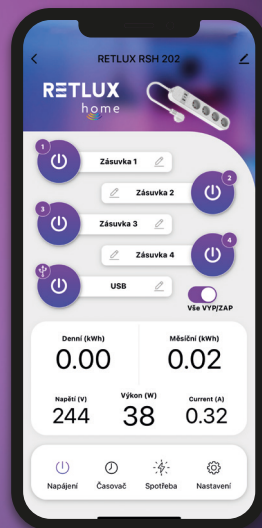 RETLUX RSH 202
RETLUX
home
1
Zásuvka 1
2
Zásuvka 2
3
Zásuvka 3
4
Zásuvka 4
USB
Vše VYP/ZAP
Denní (kWh) Měsíční (kWh)
0.00 0.02
Napětí (V) Výkon (W) Current (A)
244 38 0.32
Napájení Časovač Spotřeba Nastavení